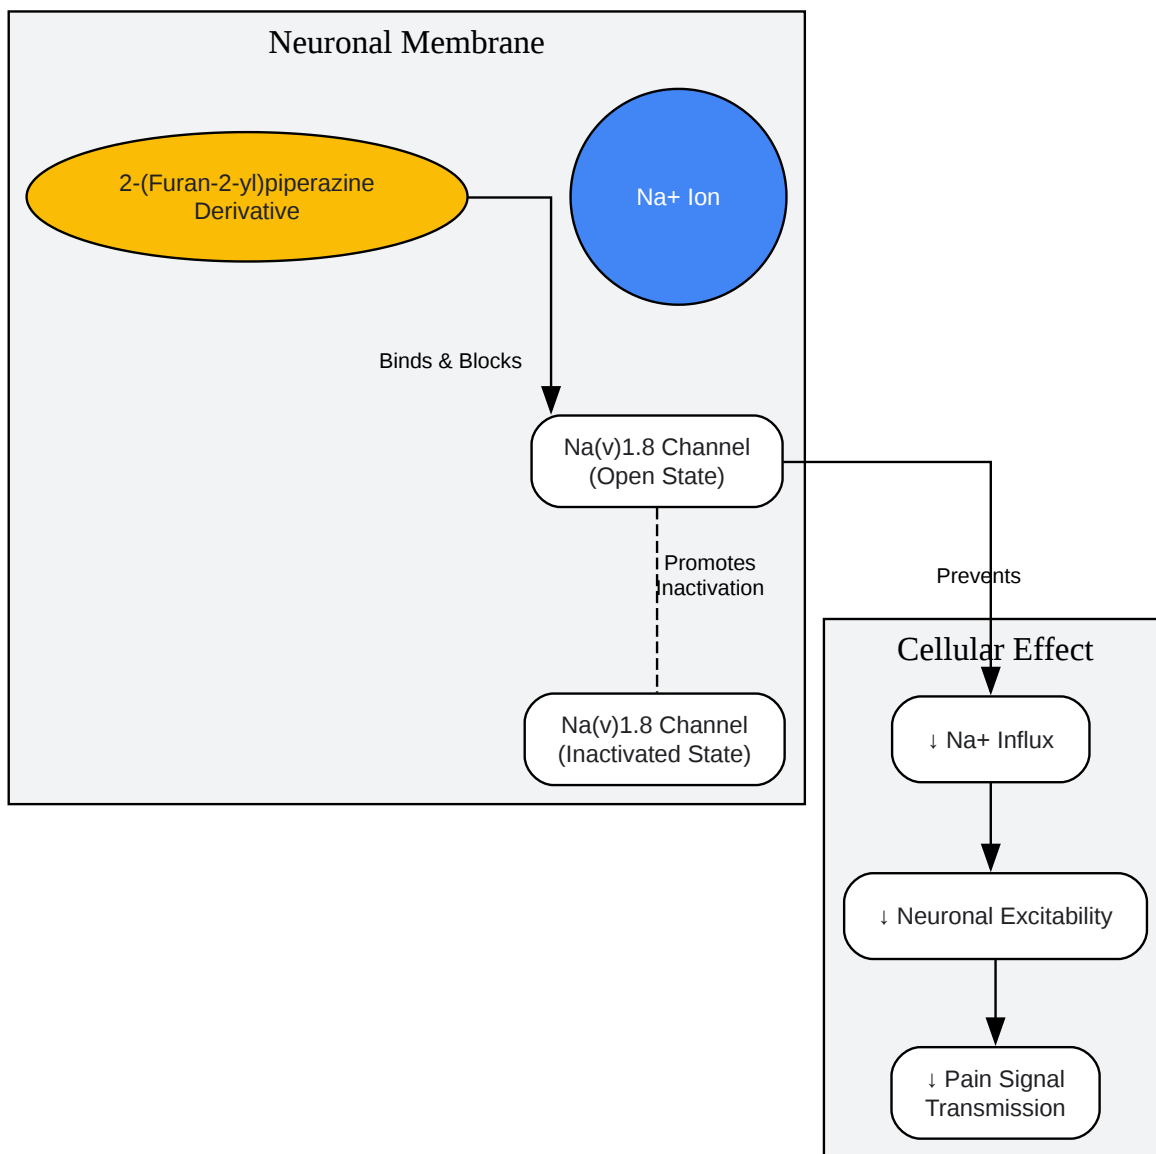 Neuronal Membrane
2-(Furan-2-yl)piperazine
Derivative
Na+ Ion
Binds & Blocks
Na(v)1.8 Channel
(Open State)
Promotes
Inactivation
Prevents
Na(v)1.8 Channel
(Inactivated State)
Cellular Effect
↓ Na+ Influx
↓ Neuronal Excitability
↓ Pain Signal
Transmission